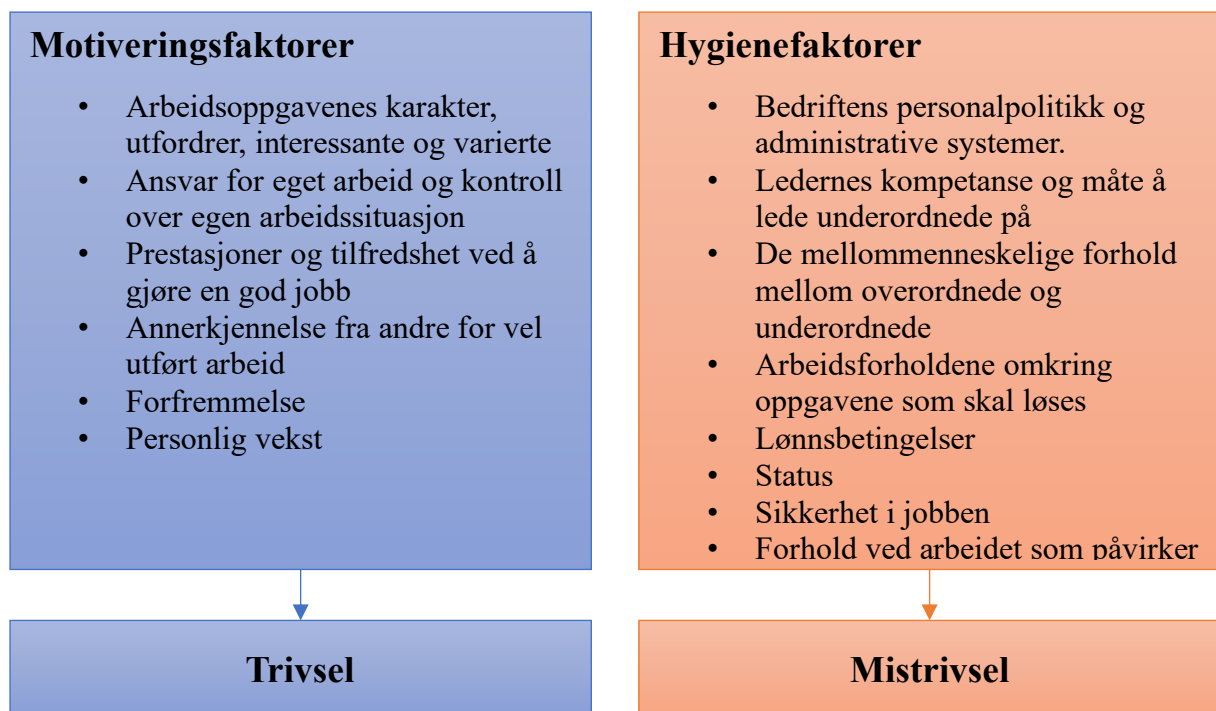 Motiveringsfaktorer
• Arbeidsoppgavenes karakter,
utfordrer, interessante og varierte
• Ansvar for eget arbeid og kontroll
over egen arbeidssituasjon
• Prestasjoner og tilfredshet ved å
gjøre en god jobb
• Annerkjennelse fra andre for vel
utført arbeid
• Forfremmelse
• Personlig vekst
Hygienefaktorer
• Bedriftens personalpolitikk og
administrative systemer.
• Ledernes kompetanse og måte å
lede underordnede på
• De mellommenneskelige forhold
mellom overordnede og
underordnede
• Arbeidsforholdene omkring
oppgavene som skal løses
• Lønnsbetingelser
• Status
• Sikkerhet i jobben
• Forhold ved arbeidet som påvirker
Trivsel
Mistrivsel